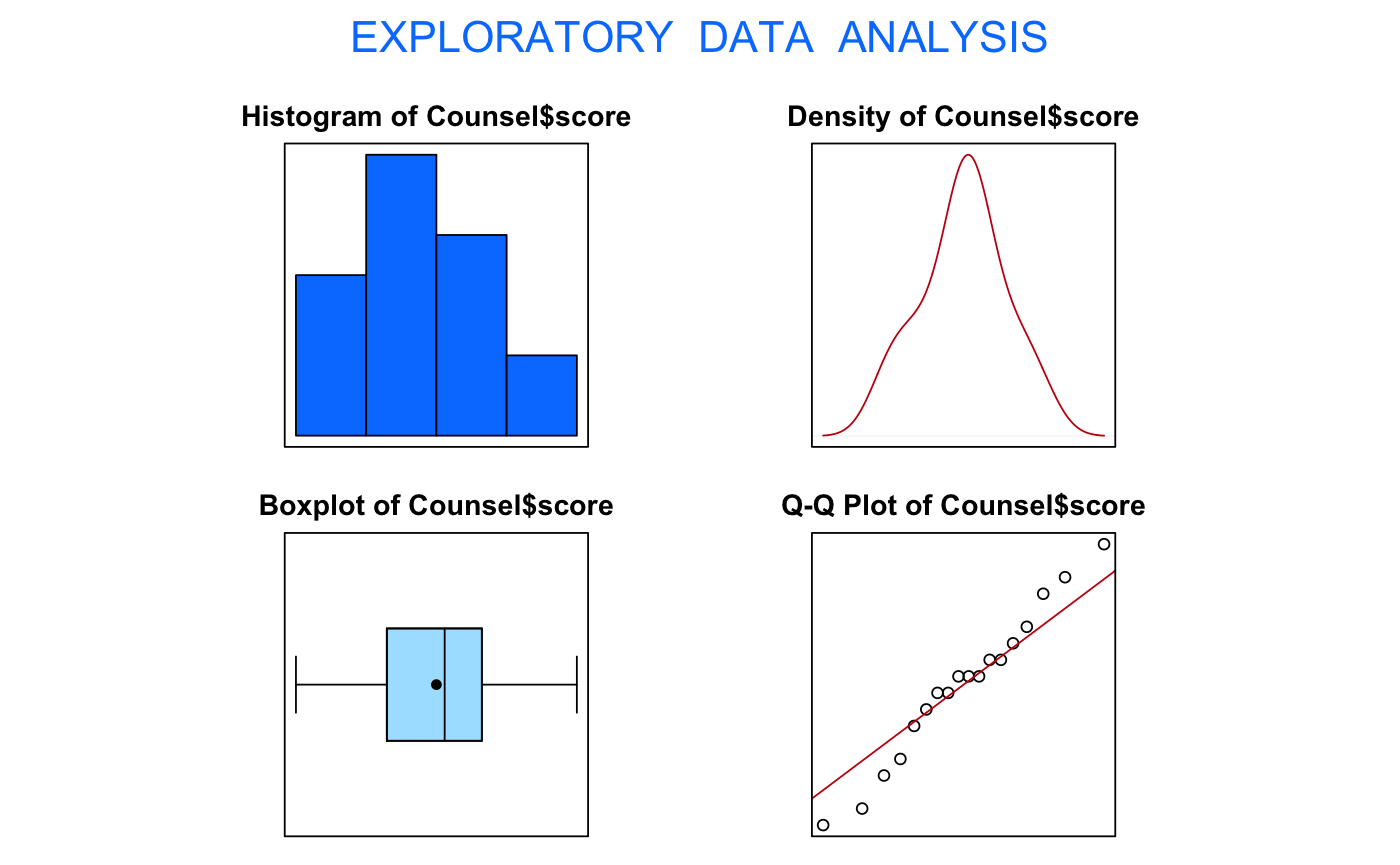 EXPLORATORY DATA ANALYSIS
Histogram of Counsel$score
Density of Counsel$score
Boxplot of Counsel$score
Q-Q Plot of Counsel$score